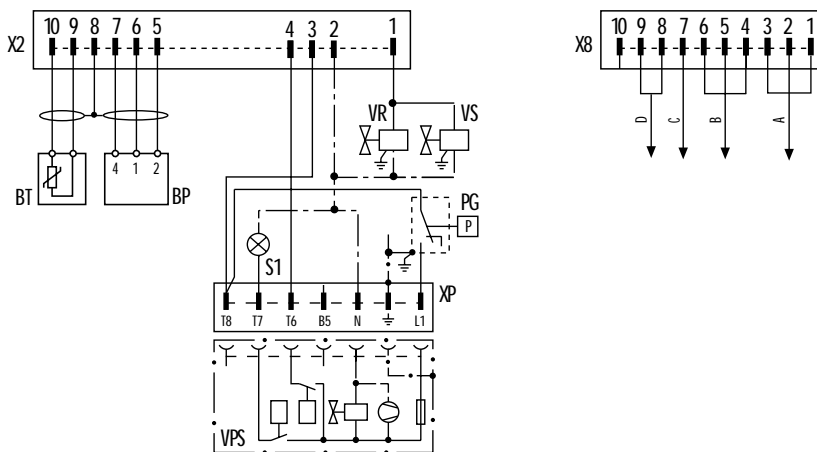 10 9 8 7 6 5 4 3 2 1
X2
10 9 8 7 6 5 4 3 2 1
X8
D C B A
VR VS
4 1 2
BT BP
PG
P
S1
XP
T8 T7 T6 B5 N L1
VPS